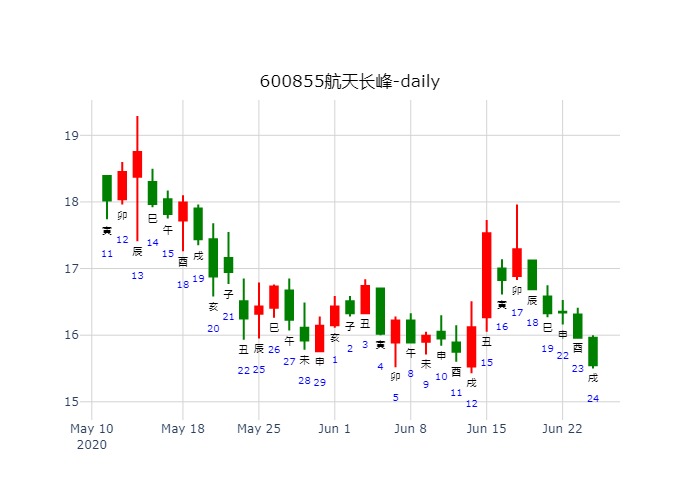 600855航天长峰-daily
19
18
17
16
15
寅
11
卯
12
辰
13
巳
14
午
15
酉
18
戌
19
亥
20
子
21
丑
22
辰
25
巳
26
午
27
未
28
申
29
亥
1
子
2
丑
3
寅
4
卯
5
午
8
未
9
申
10
酉
11
戌
12
丑
15
寅
16
卯
17
辰
18
巳
19
申
22
酉
23
戌
24
May 10
2020
May 18
May 25
Jun 1
Jun 8
Jun 15
Jun 22